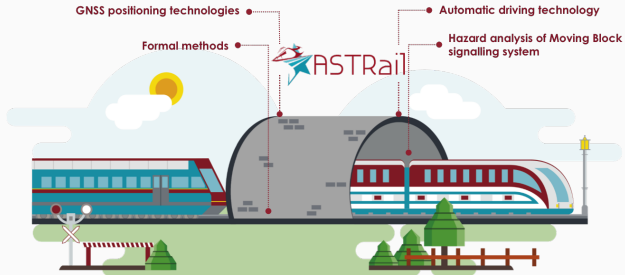 GNSS positioning technologies
Automatic driving technology
Formal methods
ASTRail
Hazard analysis of Moving Block
signalling system